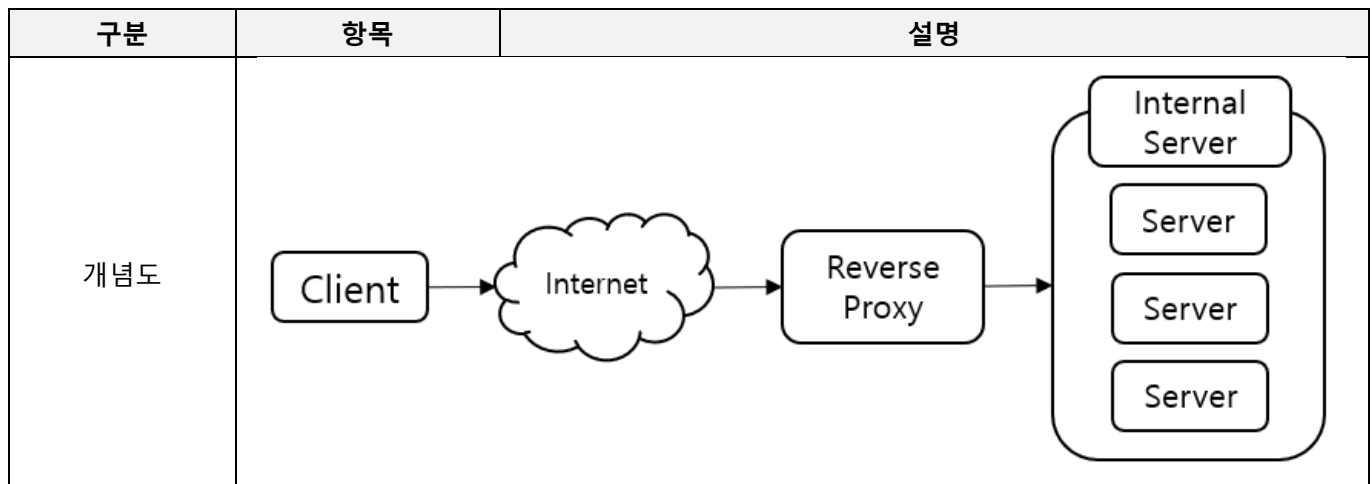 구분 항목 설명
개념도
Client
Internet
Reverse
Proxy
Internal
Server
Server
Server
Server